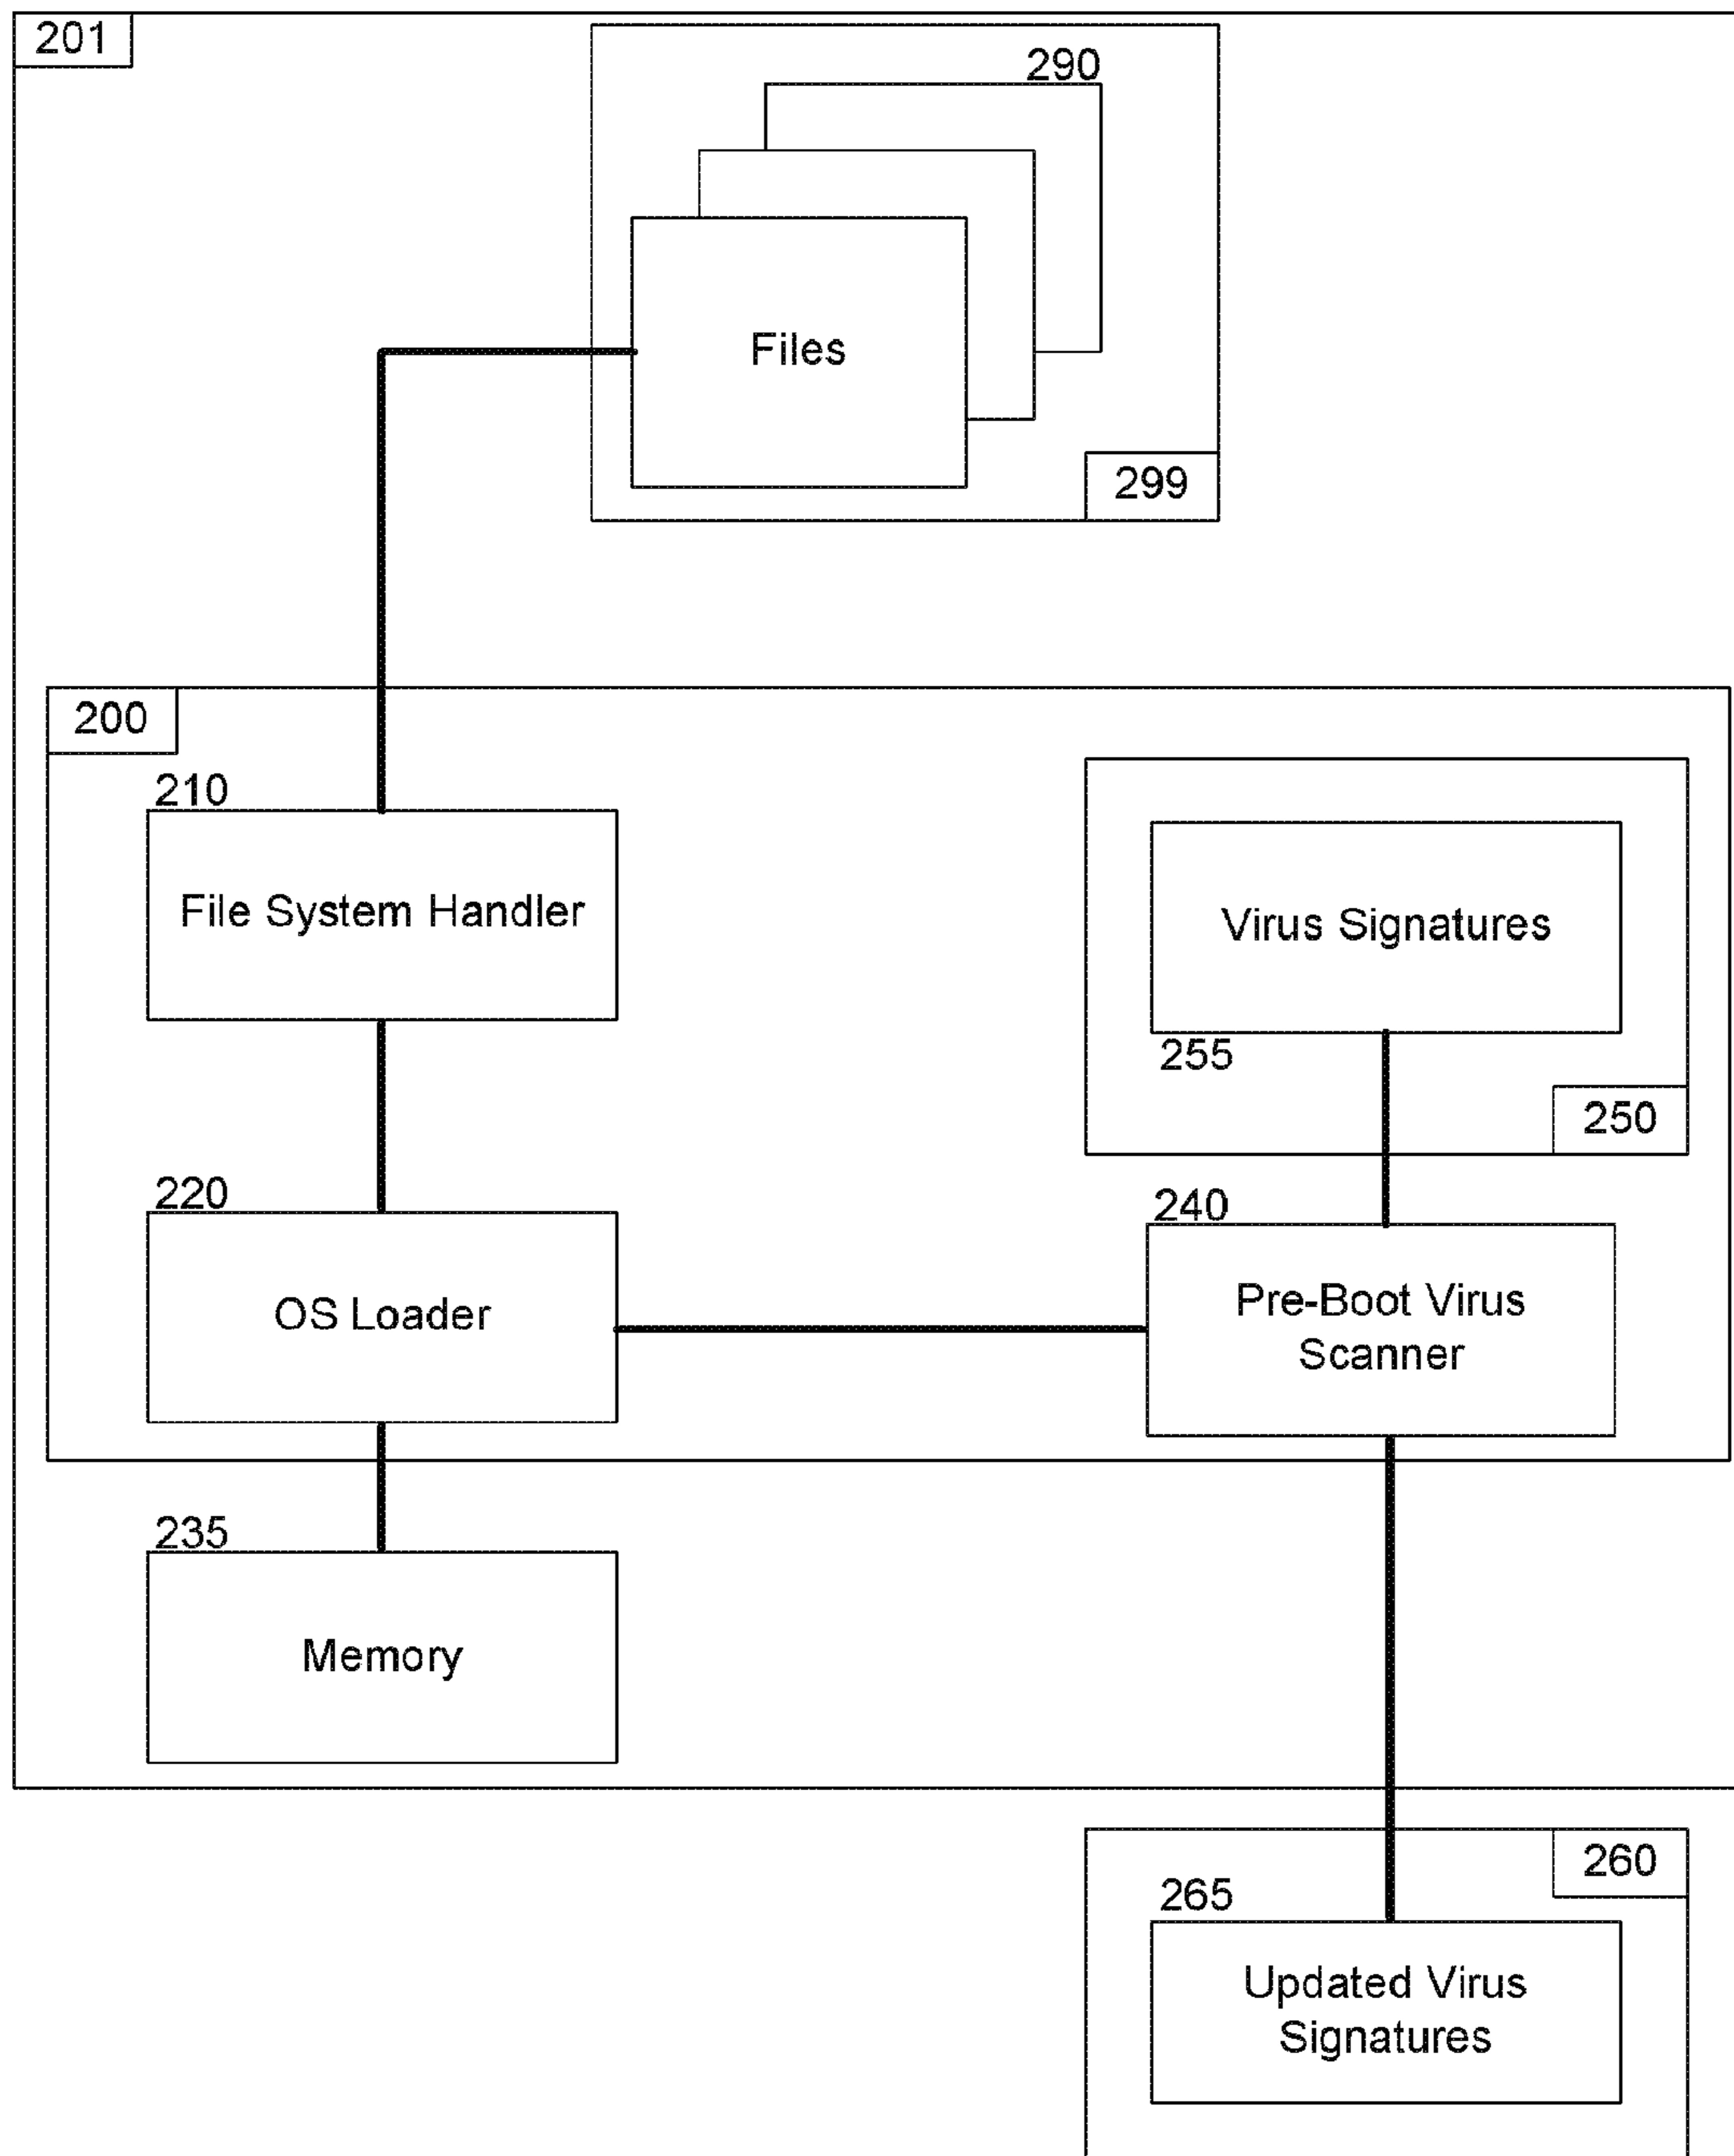 201
290
Files
299
200
210
File System Handler
Virus Signatures
255
250
220
240
OS Loader
Pre-Boot Virus
Scanner
235
Memory
260
265
Updated Virus
Signatures